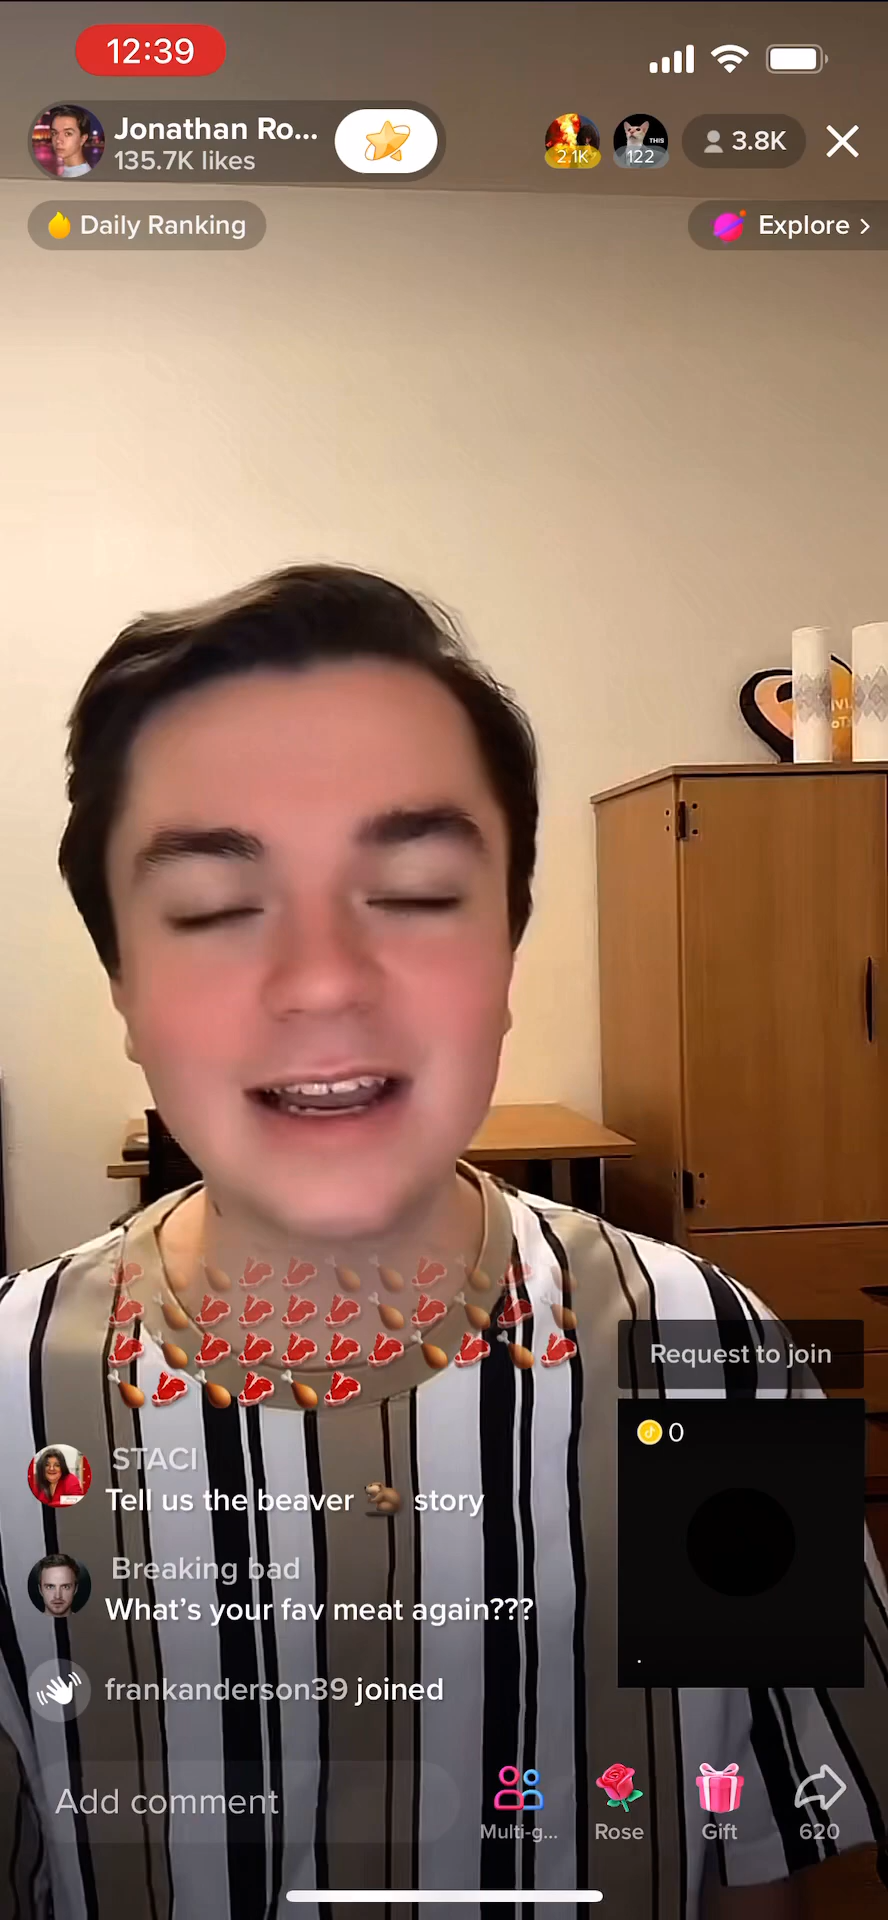 12:39
Jonathan Ro...
135.7K likes
2.1K
122
THIS
3.8K
Daily Ranking
Explore
Request to join
0
STACI
Tell us the beaver 🦫 story
Breaking bad
What's your fav meat again???
frankanderson39 joined
.
Add comment
Multi-g...
Rose
Gift
620